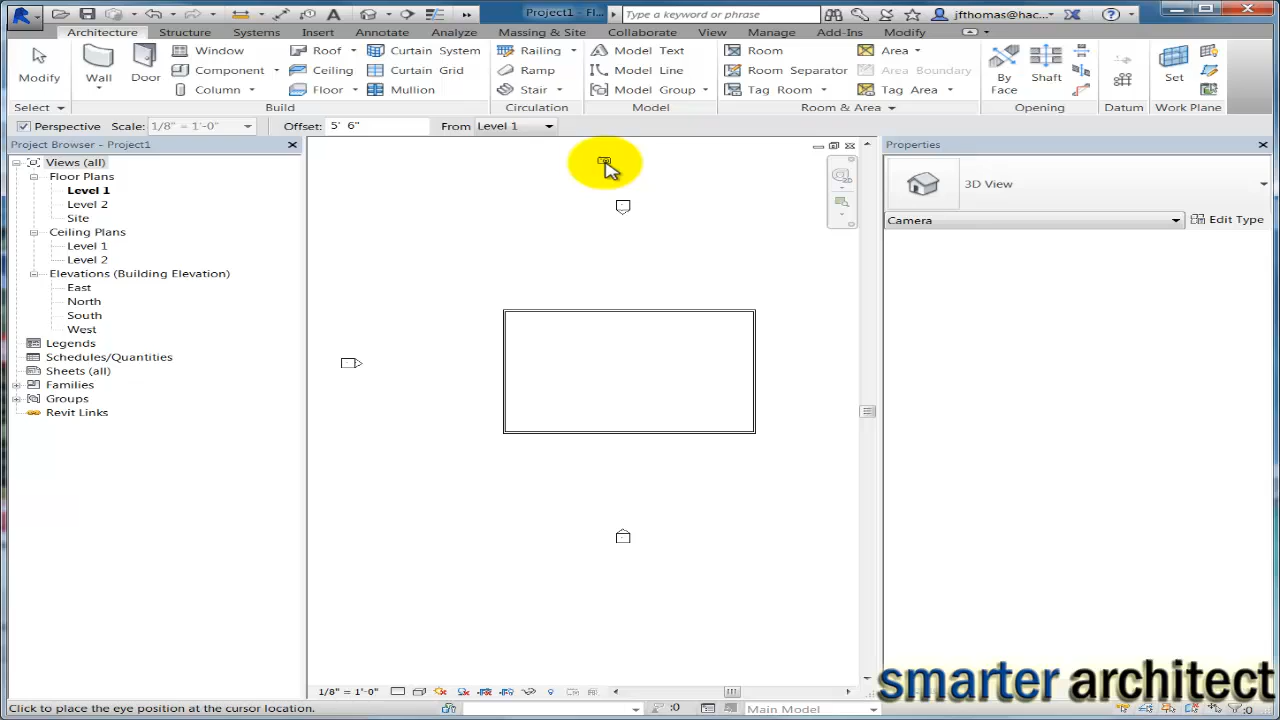 Project1 - Fl...
Type a keyword or phrase
jfthomas@hac...
Architecture Structure Systems Insert Annotate Analyze Massing & Site Collaborate View Manage Add-Ins Modify
Modify Wall Door Window Roof Curtain System Railing Model Text Room Area By Face Shaft Set
Component Ceiling Curtain Grid Ramp Model Line Room Separator Area Boundary
Column Floor Mullion Stair Model Group Tag Room Tag Area
Select Build Circulation Model Room & Area Opening Datum Work Plane
Perspective Scale: 1/8" = 1'-0" Offset: 5' 6" From Level 1
Project Browser - Project1
Views (all)
Floor Plans
Level 1
Level 2
Site
Ceiling Plans
Level 1
Level 2
Elevations (Building Elevation)
East
North
South
West
Legends
Schedules/Quantities
Sheets (all)
Families
Groups
Revit Links
Properties
3D View
Camera Edit Type
1/8" = 1'-0"
smarter architect
Click to place the eye position at the cursor location.
:0
Main Model
:0